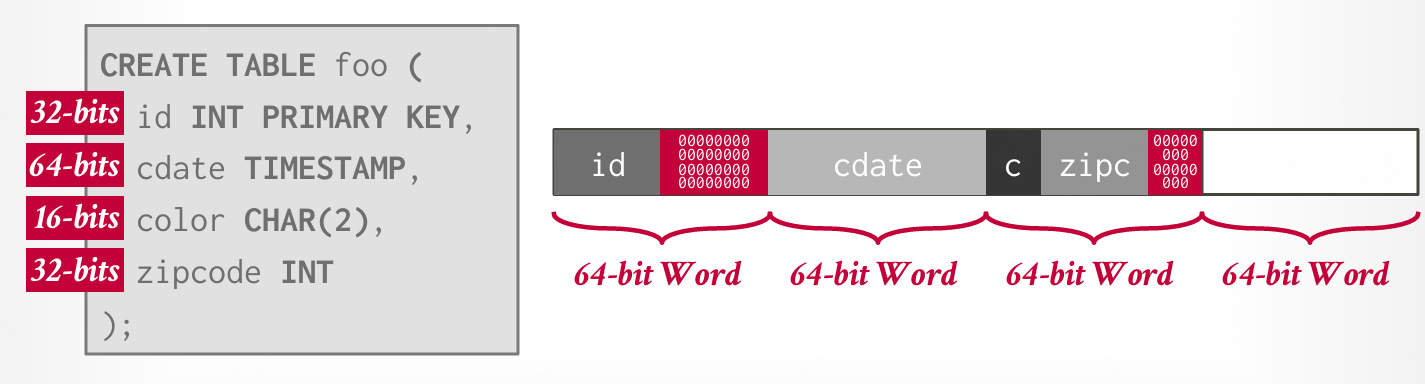 CREATE TABLE foo (
32-bits id INT PRIMARY KEY,
64-bits cdate TIMESTAMP,
16-bits color CHAR(2),
32-bits zipcode INT
);
id
00000000
00000000
00000000
00000000
cdate
c
zipc
00000
000
00000
000
64-bit Word 64-bit Word 64-bit Word 64-bit Word